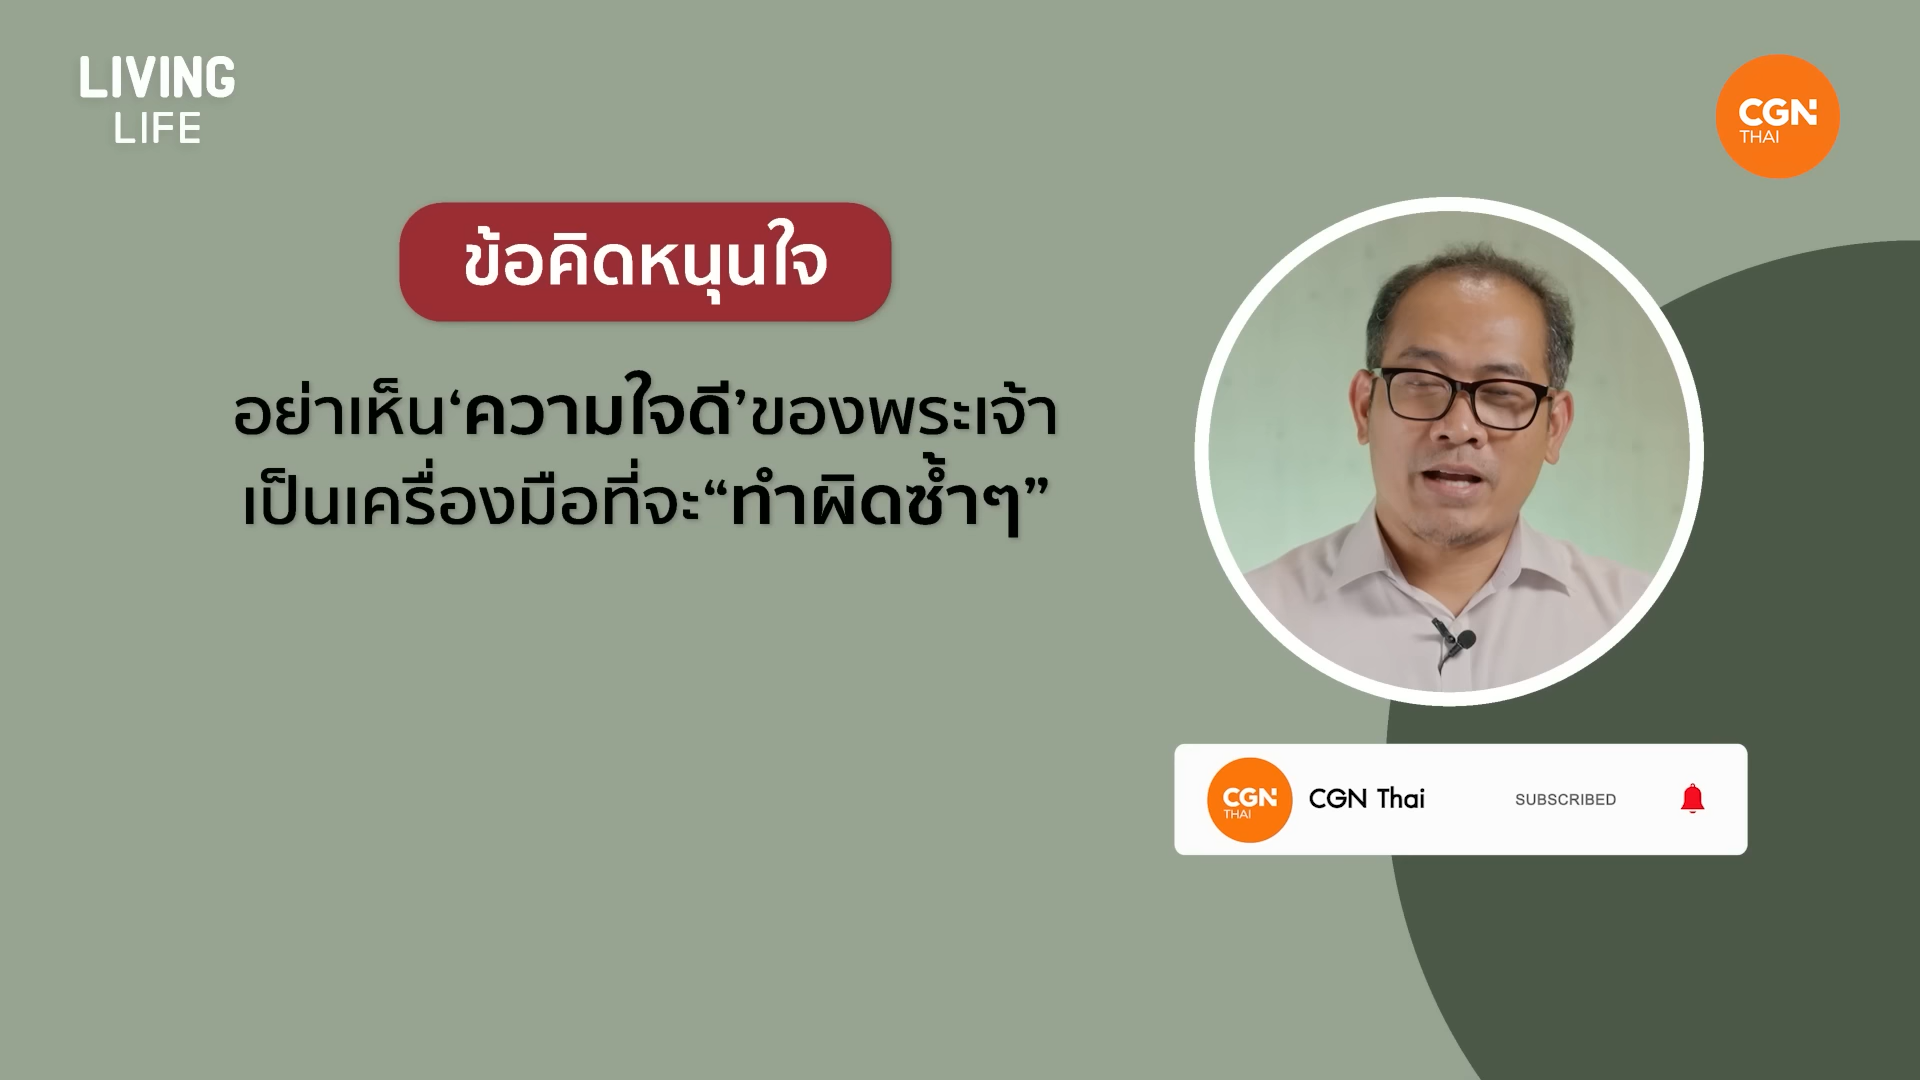 LIVING
LIFE
CGN
THAI
ข้อคิดหนุนใจ
อย่าเห็น‘ความใจดี’ของพระเจ้า
เป็นเครื่องมือที่จะ“ทำผิดซ้ำๆ”
CGN
THAI
CGN Thai
SUBSCRIBED